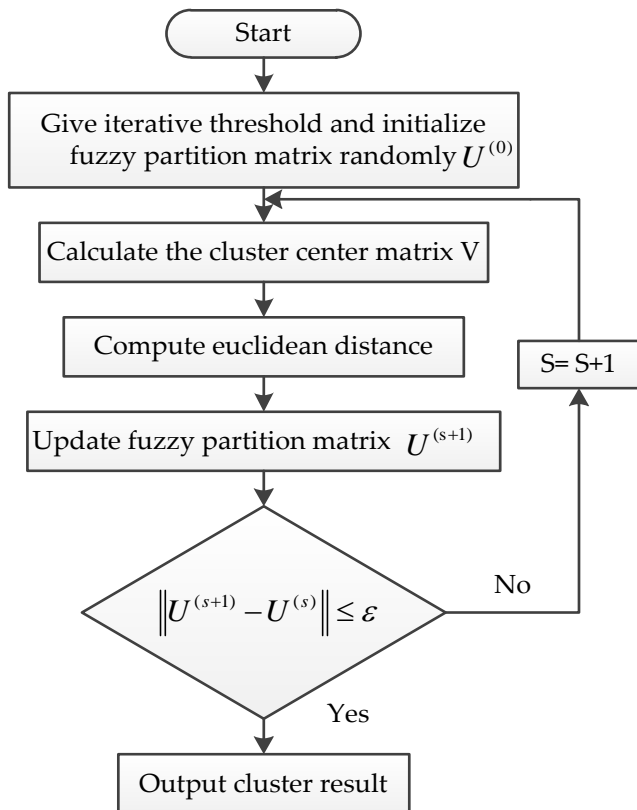 Start
Give iterative threshold and initialize
fuzzy partition matrix randomly U^(0)
Calculate the cluster center matrix V
Compute euclidean distance
S= S+1
Update fuzzy partition matrix U^(s+1)
‖U^(s+1) − U^(s)‖ ≤ ε
No
Yes
Output cluster result